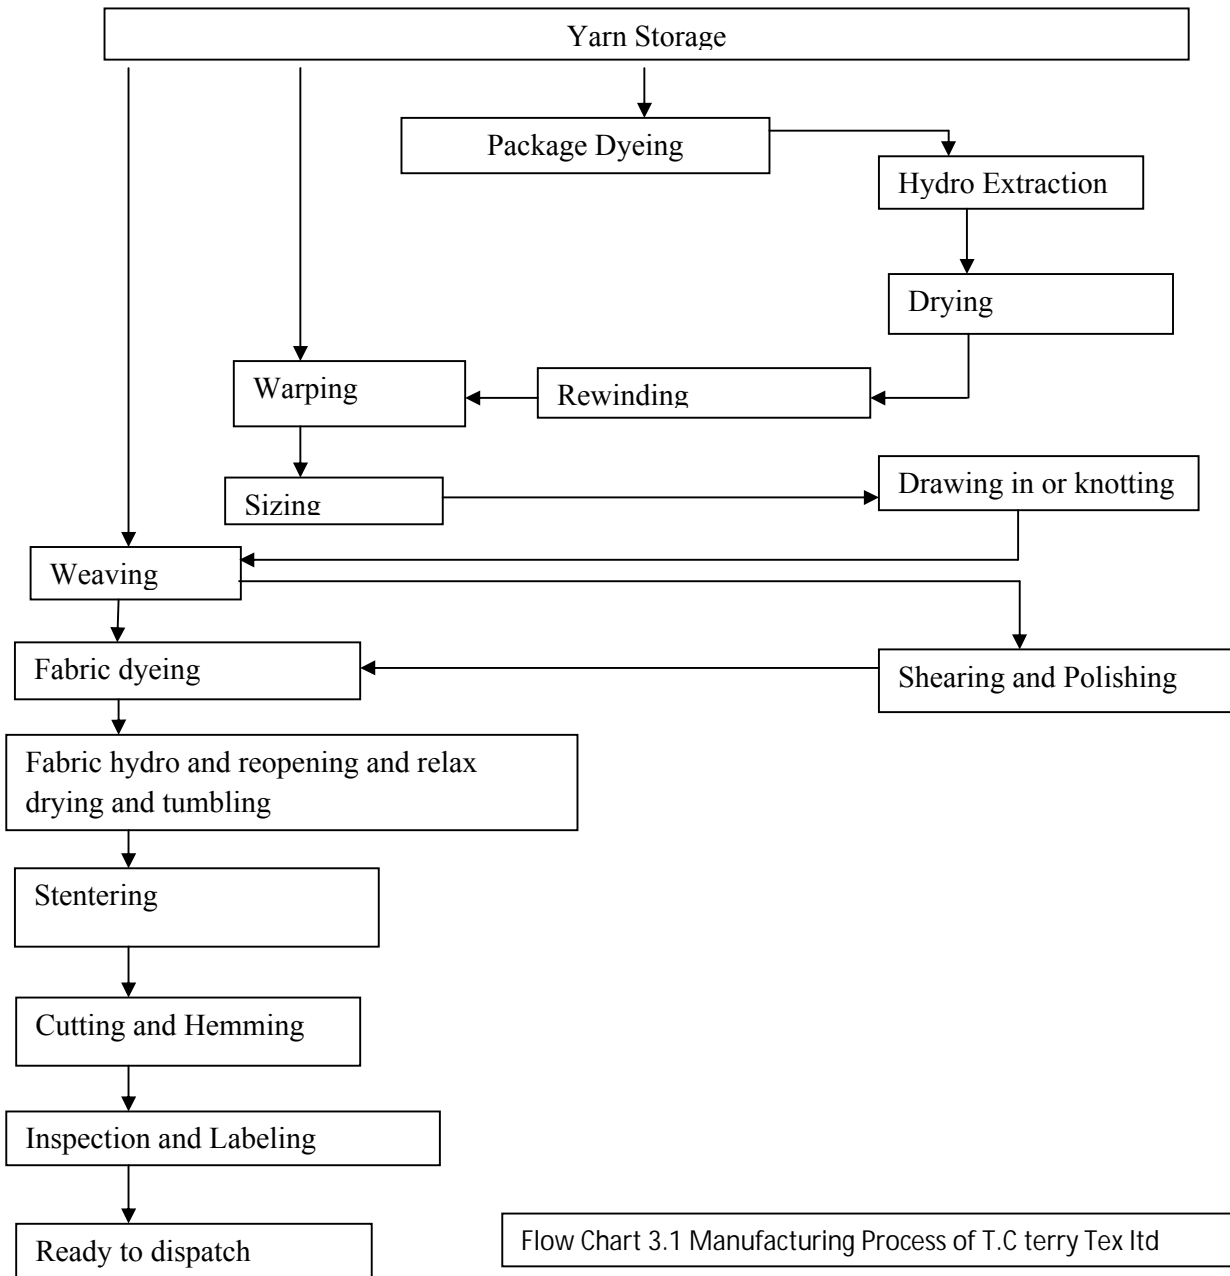 Yarn Storage
Package Dyeing
Hydro Extraction
Drying
Warping
Rewinding
Sizing
Drawing in or knotting
Weaving
Fabric dyeing
Shearing and Polishing
Fabric hydro and reopening and relax
drying and tumbling
Stentering
Cutting and Hemming
Inspection and Labeling
Ready to dispatch
Flow Chart 3.1 Manufacturing Process of T.C terry Tex ltd